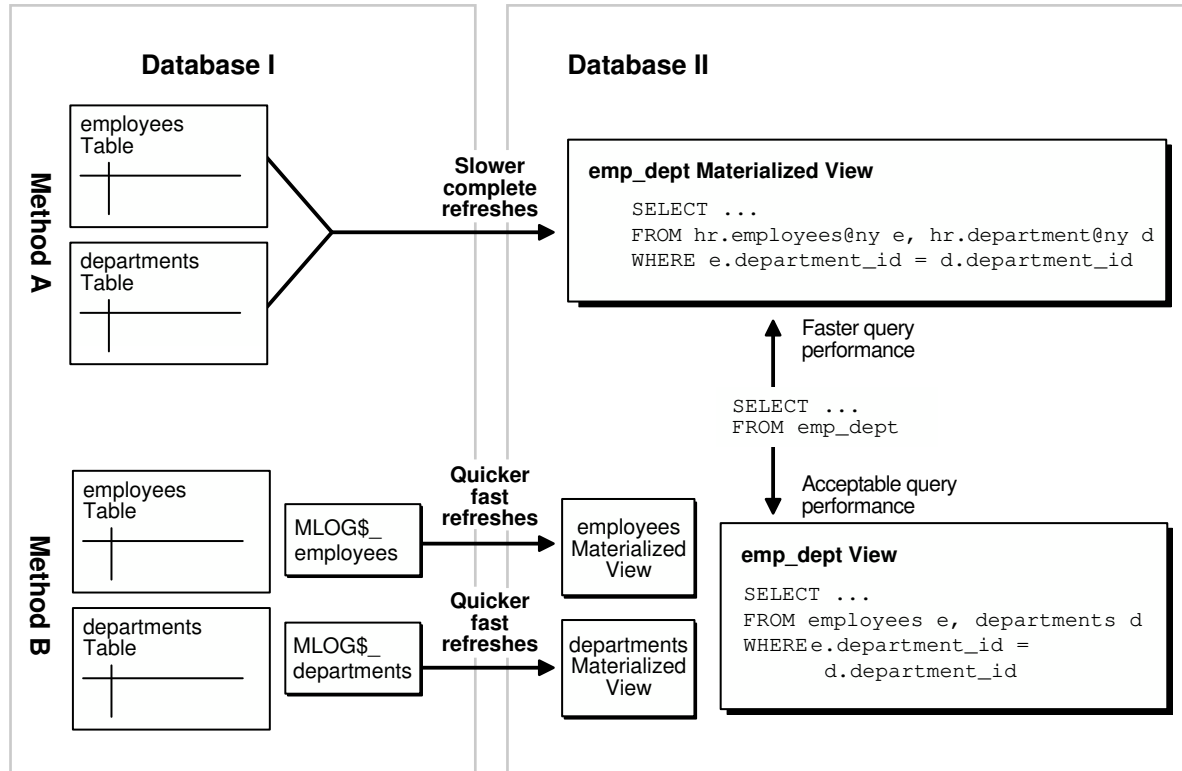 Database I
Database II
Method A
employees
Table
departments
Table
Slower
complete
refreshes
emp_dept Materialized View
SELECT ...
FROM hr.employees@ny e, hr.department@ny d
WHERE e.department_id = d.department_id
Faster query
performance
SELECT ...
FROM emp_dept
Acceptable query
performance
Method B
employees
Table
MLOG$_
employees
Quicker
fast
refreshes
employees
Materialized
View
departments
Table
MLOG$_
departments
Quicker
fast
refreshes
departments
Materialized
View
emp_dept View
SELECT ...
FROM employees e, departments d
WHEREe.department_id =
d.department_id